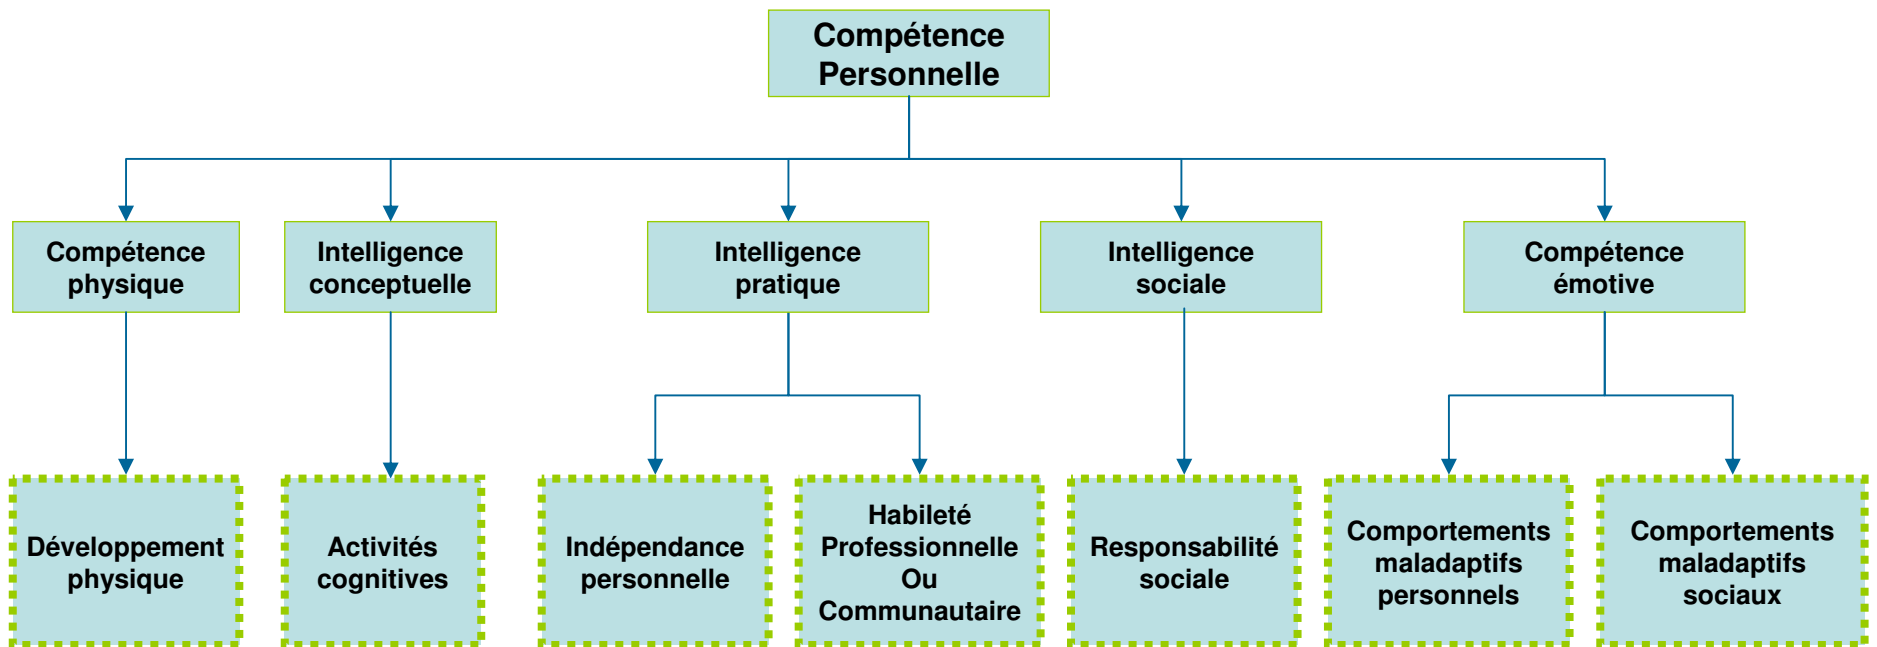 Compétence
Personnelle
Compétence
physique
Intelligence
conceptuelle
Intelligence
pratique
Intelligence
sociale
Compétence
émotive
Développement
physique
Activités
cognitives
Indépendance
personnelle
Habileté
Professionnelle
Ou
Communautaire
Responsabilité
sociale
Comportements
maladaptifs
personnels
Comportements
maladaptifs
sociaux